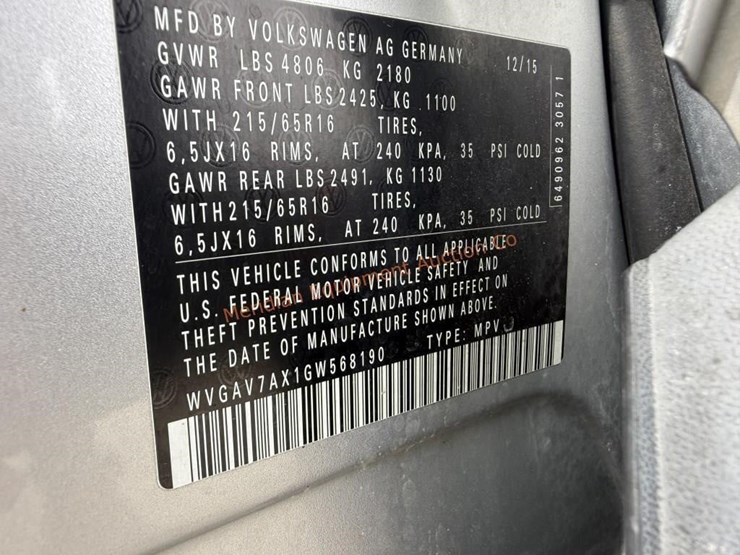 MFD BY VOLKSWAGEN AG GERMANY
GVWR LBS 4806 KG 2180 12/15
GAWR FRONT LBS 2425, KG 1100
WITH 215/65R16 TIRES,
6,5JX16 RIMS, AT 240 KPA, 35 PSI COLD
GAWR REAR LBS 2491, KG 1130
WITH 215/65R16 TIRES,
6,5JX16 RIMS, AT 240 KPA, 35 PSI COLD
THIS VEHICLE CONFORMS TO ALL APPLICABLE
U.S. FEDERAL MOTOR VEHICLE SAFETY AND
THEFT PREVENTION STANDARDS IN EFFECT ON
THE DATE OF MANUFACTURE SHOWN ABOVE.
WVGAV7AX1GW568190 TYPE: MPV
6490962 3057 1
Meridian Equipment Auction Co